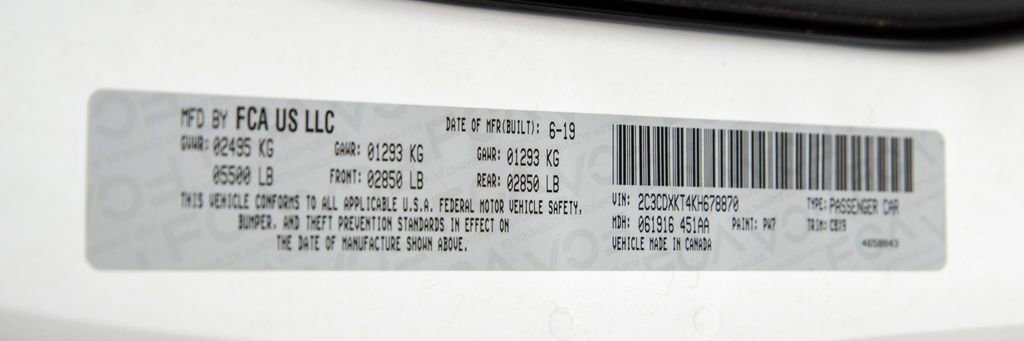 MFD BY FCA US LLC
DATE OF MFR(BUILT): 6-19
GVWR: 02495 KG GAWR: 01293 KG GAWR: 01293 KG
05500 LB FRONT: 02850 LB REAR: 02850 LB
THIS VEHICLE CONFORMS TO ALL APPLICABLE U.S.A. FEDERAL MOTOR VEHICLE SAFETY,
BUMPER, AND THEFT PREVENTION STANDARDS IN EFFECT ON
THE DATE OF MANUFACTURE SHOWN ABOVE.
VIN: 2C3CDXKT4KH678870 TYPE: PASSENGER CAR
MDH: 061916 451AA PAINT: PW7 TRIM: CBX9
VEHICLE MADE IN CANADA